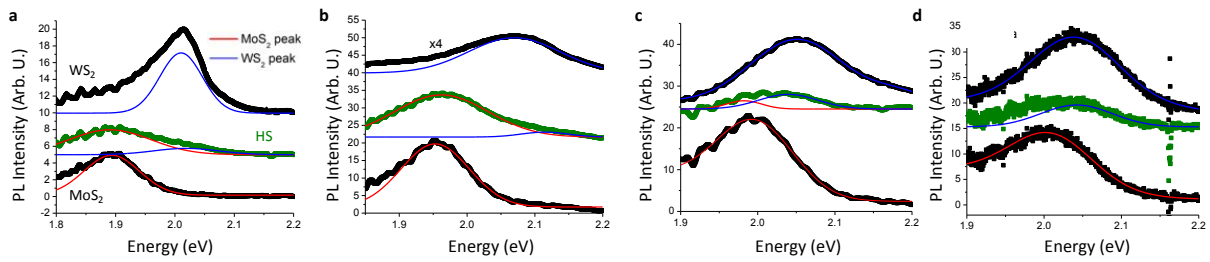 a
PL Intensity (Arb. U.)
20
18
16
14
12
10
8
6
4
2
0
-2
MoS2 peak
WS2 peak
WS2
HS
MoS2
1.8 1.9 2.0 2.1 2.2
Energy (eV)
b
PL Intensity (Arb. U.)
55
50
45
40
35
30
25
20
15
10
5
0
x4
1.9 2.0 2.1 2.2
Energy (eV)
c
PL Intensity (Arb. U.)
45
40
35
30
25
20
15
10
5
0
1.9 2.0 2.1 2.2
Energy (eV)
d
PL Intensity (Arb. U.)
35
30
25
20
15
10
5
0
a
1.9 2.0 2.1 2.2
Energy (eV)